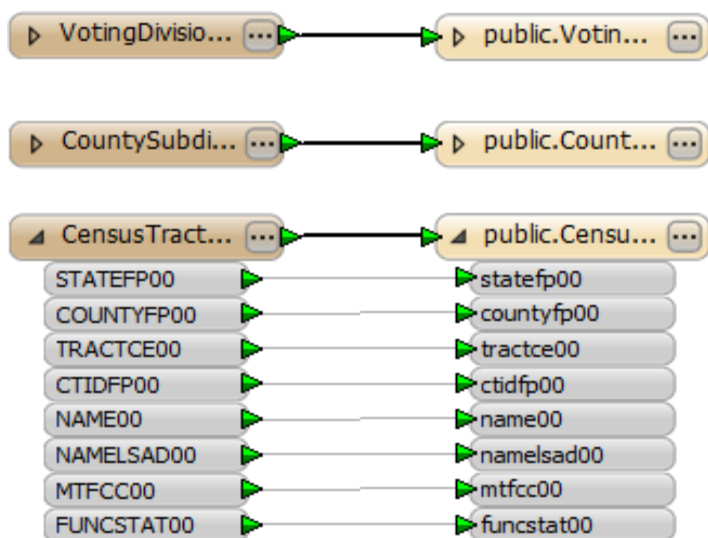 VotingDivisio... ... public.Votin... ...
CountySubdi... ... public.Count... ...
CensusTract... ... public.Censu... ...
STATEFP00 statefp00
COUNTYFP00 countyfp00
TRACTCE00 tractce00
CTIDFP00 ctidfp00
NAME00 name00
NAMELSAD00 namelsad00
MTFCC00 mtfcc00
FUNCSTAT00 funcstat00